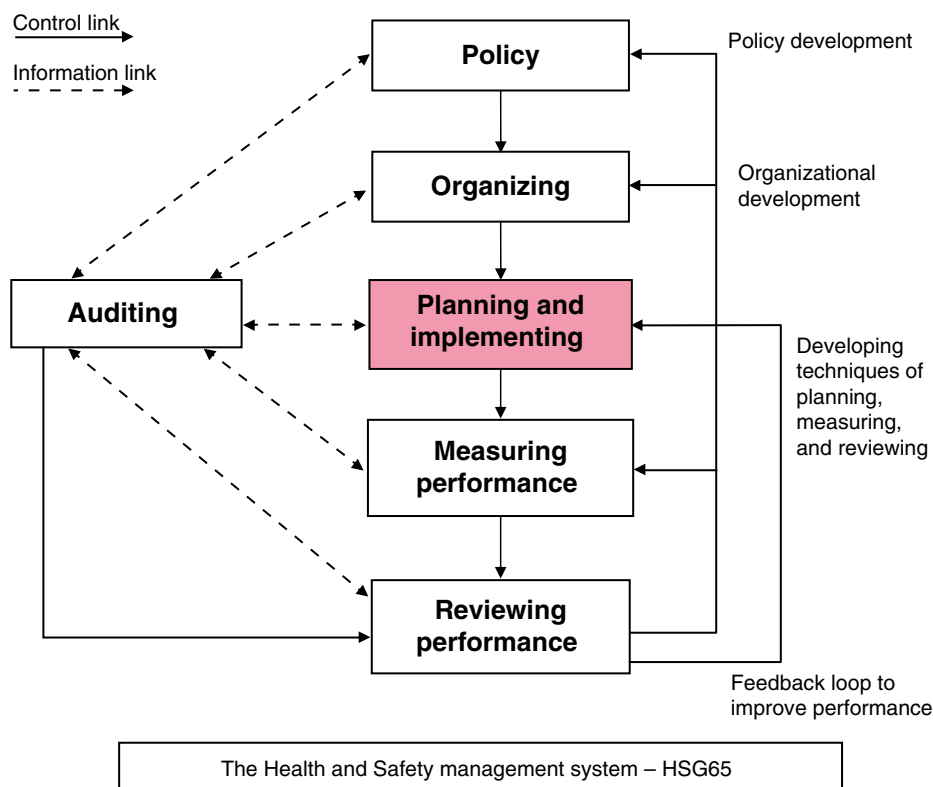 Control link
Information link
Policy
Policy development
Organizing
Organizational
development
Auditing
Planning and
implementing
Developing
techniques of
planning,
measuring,
and reviewing
Measuring
performance
Reviewing
performance
Feedback loop to
improve performance
The Health and Safety management system – HSG65